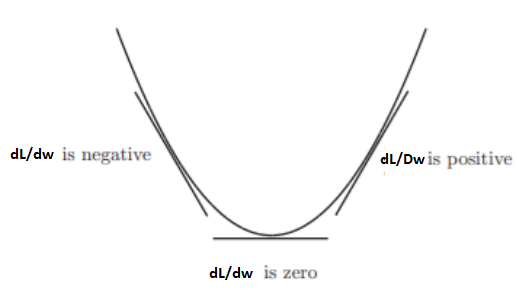 dL/dw is negative
dL/Dw is positive
dL/dw is zero